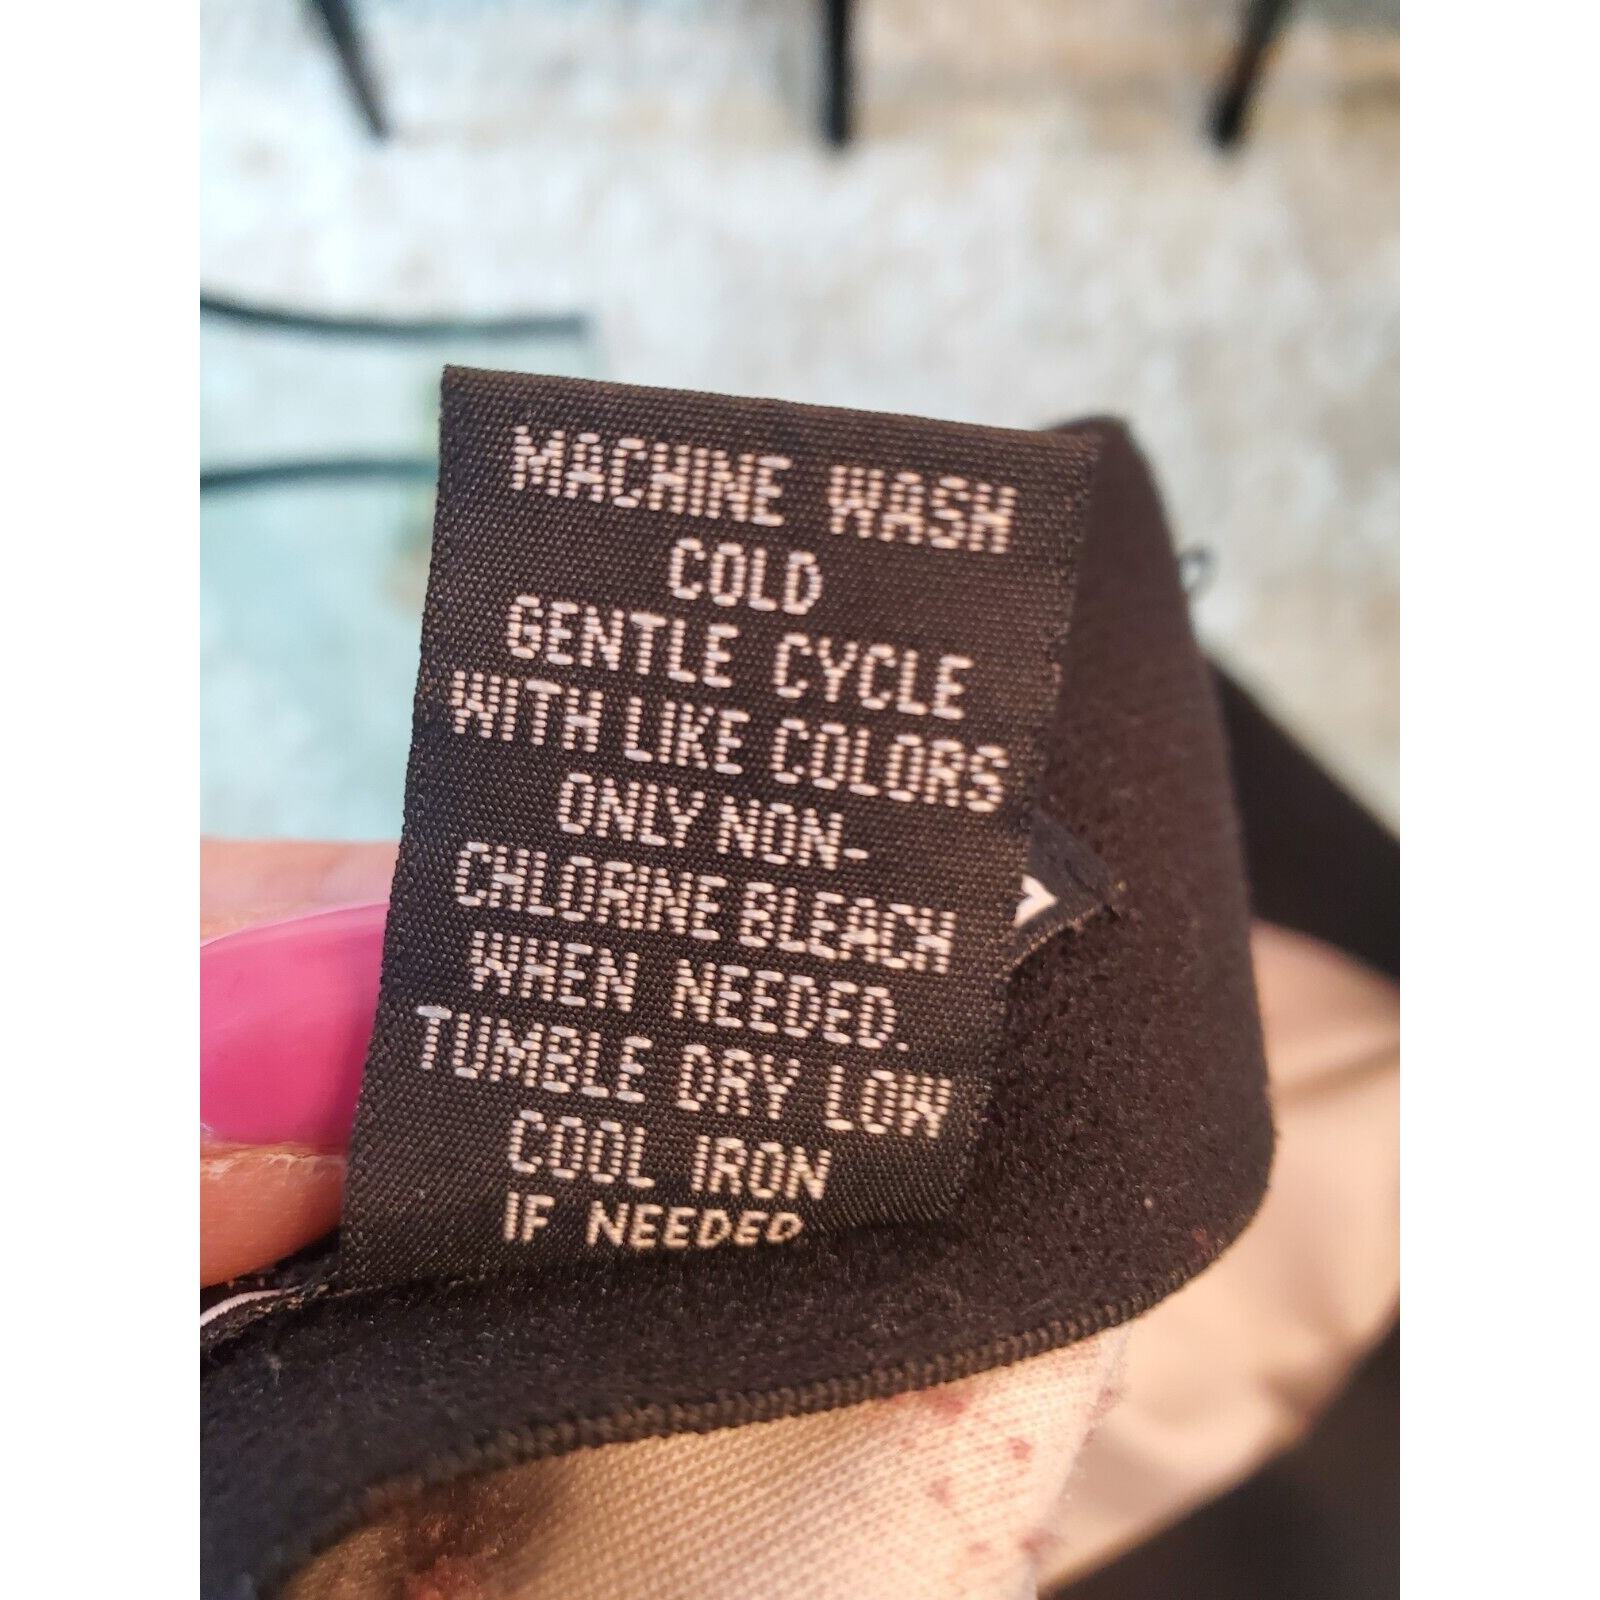 MACHINE WASH
COLD
GENTLE CYCLE
WITH LIKE COLORS
ONLY NON-
CHLORINE BLEACH
WHEN NEEDED.
TUMBLE DRY LOW
COOL IRON
IF NEEDED